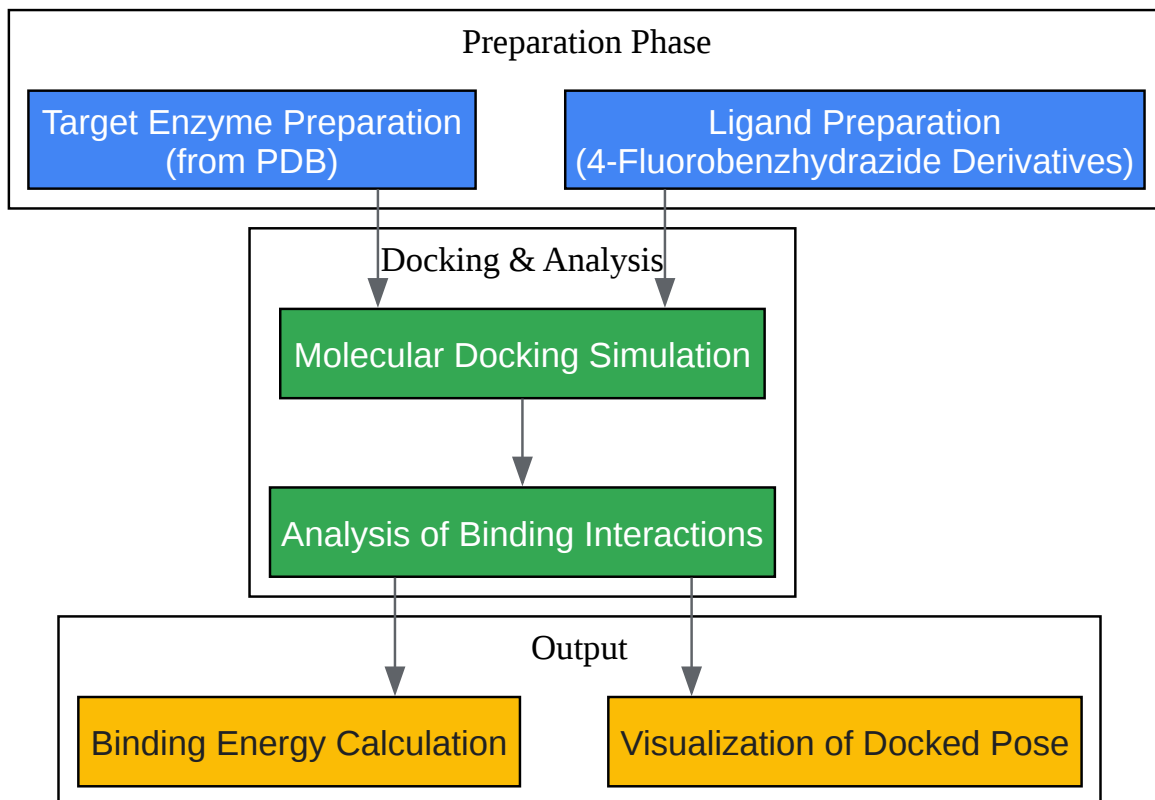 Preparation Phase
Target Enzyme Preparation
(from PDB)
Ligand Preparation
(4-Fluorobenzhydrazide Derivatives)
Docking & Analysis
Molecular Docking Simulation
Analysis of Binding Interactions
Output
Binding Energy Calculation
Visualization of Docked Pose